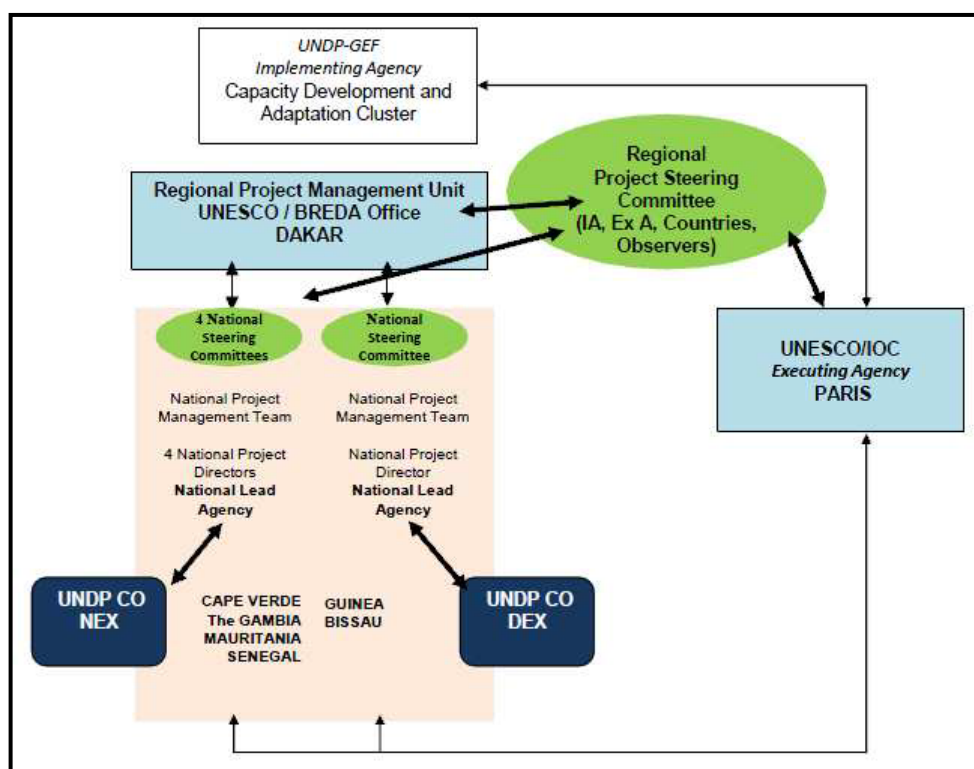 UNDP-GEF
Implementing Agency
Capacity Development and
Adaptation Cluster
Regional
Project Steering
Committee
(IA, Ex A, Countries,
Observers)
Regional Project Management Unit
UNESCO / BREDA Office
DAKAR
4 National
Steering
Committees
National
Steering
Committee
UNESCO/IOC
Executing Agency
PARIS
National Project
Management Team
National Project
Management Team
4 National Project
Directors
National Lead
Agency
National Project
Director
National Lead
Agency
UNDP CO
NEX
CAPE VERDE
The GAMBIA
MAURITANIA
SENEGAL
GUINEA
BISSAU
UNDP CO
DEX